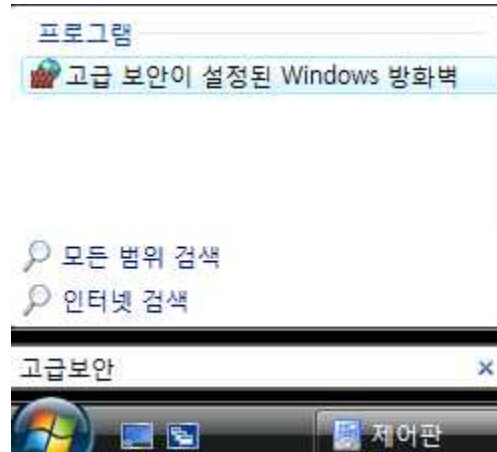 프로그램
고급 보안이 설정된 Windows 방화벽
모든 범위 검색
인터넷 검색
고급보안
제어판